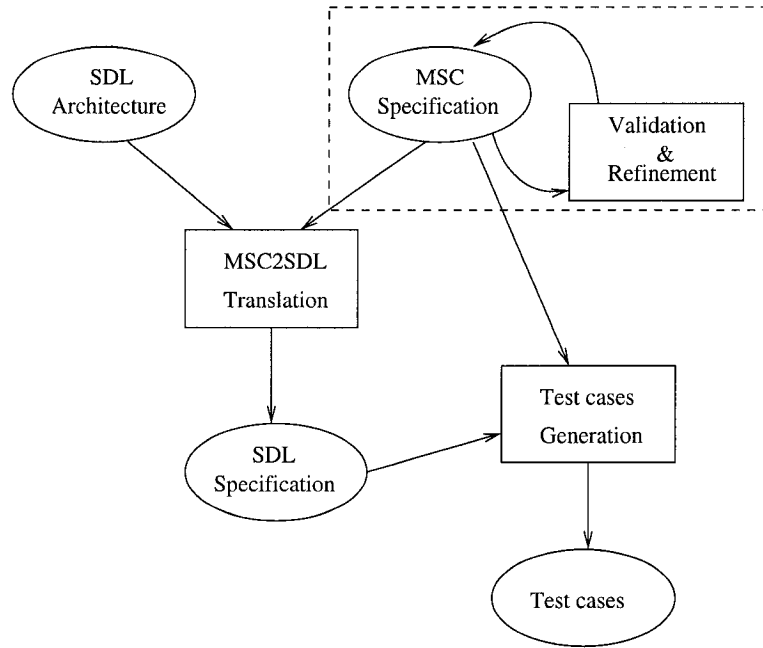 SDL
Architecture
MSC
Specification
Validation
&
Refinement
MSC2SDL
Translation
Test cases
Generation
SDL
Specification
Test cases